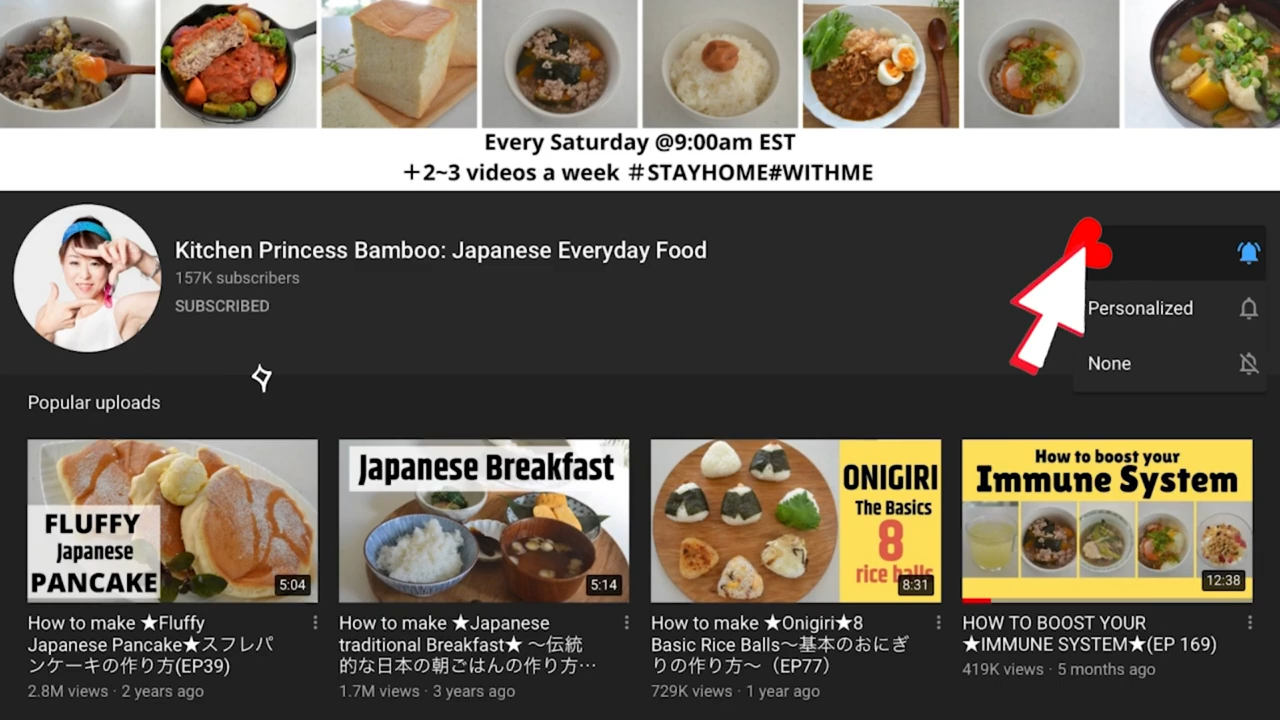 Every Saturday @9:00am EST
＋2~3 videos a week ＃STAYHOME#WITHME
Kitchen Princess Bamboo: Japanese Everyday Food
157K subscribers
SUBSCRIBED
Personalized
None
Popular uploads
FLUFFY
Japanese
PANCAKE
5:04
Japanese Breakfast
5:14
ONIGIRI
The Basics
8
rice balls
8:31
How to boost your
Immune System
12:38
How to make ★Fluffy
Japanese Pancake★スフレパ
ンケーキの作り方(EP39)
2.8M views · 2 years ago
How to make ★Japanese
traditional Breakfast★ 〜伝統
的な日本の朝ごはんの作り方…
1.7M views · 3 years ago
How to make ★Onigiri★8
Basic Rice Balls〜基本のおにぎ
りの作り方〜（EP77）
729K views · 1 year ago
HOW TO BOOST YOUR
★IMMUNE SYSTEM★(EP 169)
419K views · 5 months ago